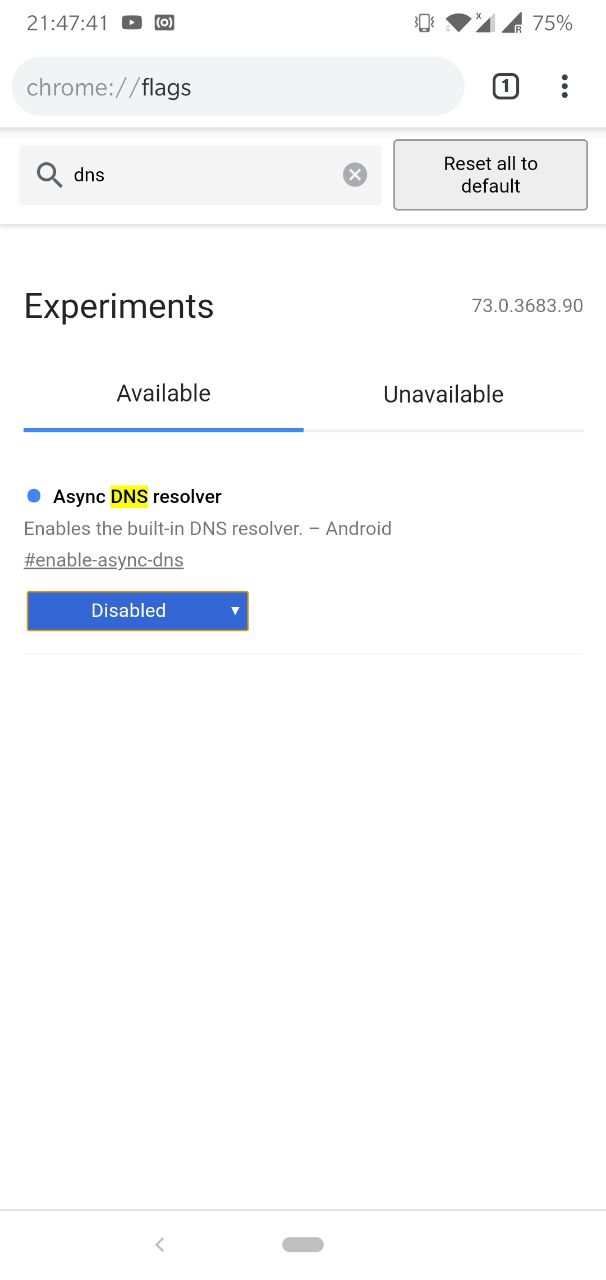 21:47:41
75%
chrome://flags
1
dns
Reset all to
default
Experiments
73.0.3683.90
Available
Unavailable
Async DNS resolver
Enables the built-in DNS resolver. – Android
#enable-async-dns
Disabled